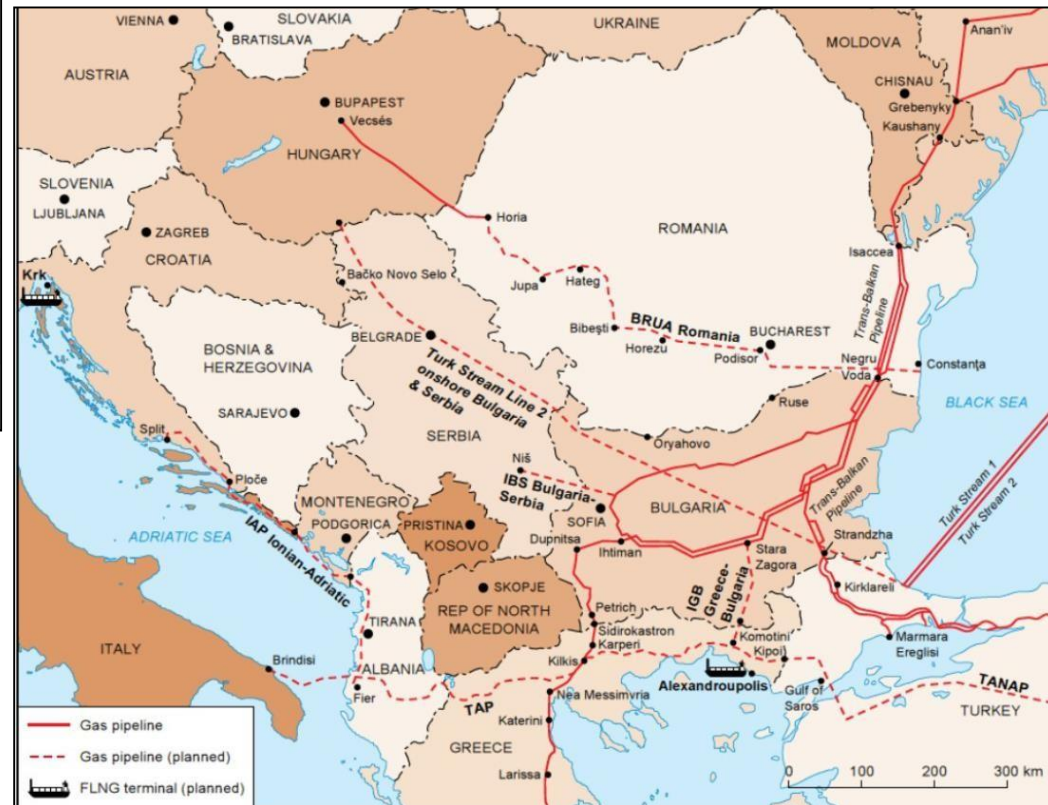 VIENNA
SLOVAKIA
BRATISLAVA
UKRAINE
MOLDOVA
Anan'iv
AUSTRIA
CHISNAU
BUPAPEST
Vecsés
Grebenyky
Kaushany
HUNGARY
SLOVENIA
LJUBLJANA
Horia
ZAGREB
ROMANIA
CROATIA
Isaccea
Krk
Bačko Novo Selo
Jupa
Hateg
Trans-Balkan
Pipeline
BELGRADE
Bibeşti
BRUA Romania
BUCHAREST
Horezu
Podisor
BOSNIA &
HERZEGOVINA
Negru
Voda
Constanţa
Turk Stream Line 2
onshore Bulgaria
& Serbia
Ruse
BLACK SEA
SARAJEVO
Split
SERBIA
Oryahovo
Niš
Ploče
IBS Bulgaria-
Serbia
BULGARIA
Trans-Balkan
Pipeline
Turk Stream 1
Turk Stream 2
MONTENEGRO
PODGORICA
PRISTINA
KOSOVO
SOFIA
Strandzha
ADRIATIC SEA
IAP Ionian-Adriatic
Dupnitsa
Ihtiman
Stara
Zagora
IGB
Greece-
Bulgaria
Kirklareli
SKOPJE
REP OF NORTH
MACEDONIA
Petrich
Sidirokastron
Karperi
TIRANA
Komotini
Kipoi
Marmara
Ereglisi
ITALY
ALBANIA
Kilkis
Brindisi
Alexandroupolis
Fier
Nea Messimvria
Gulf of
Saros
TANAP
TAP
Katerini
TURKEY
GREECE
Larissa
Gas pipeline
Gas pipeline (planned)
FLNG terminal (planned)
0 100 200 300 km